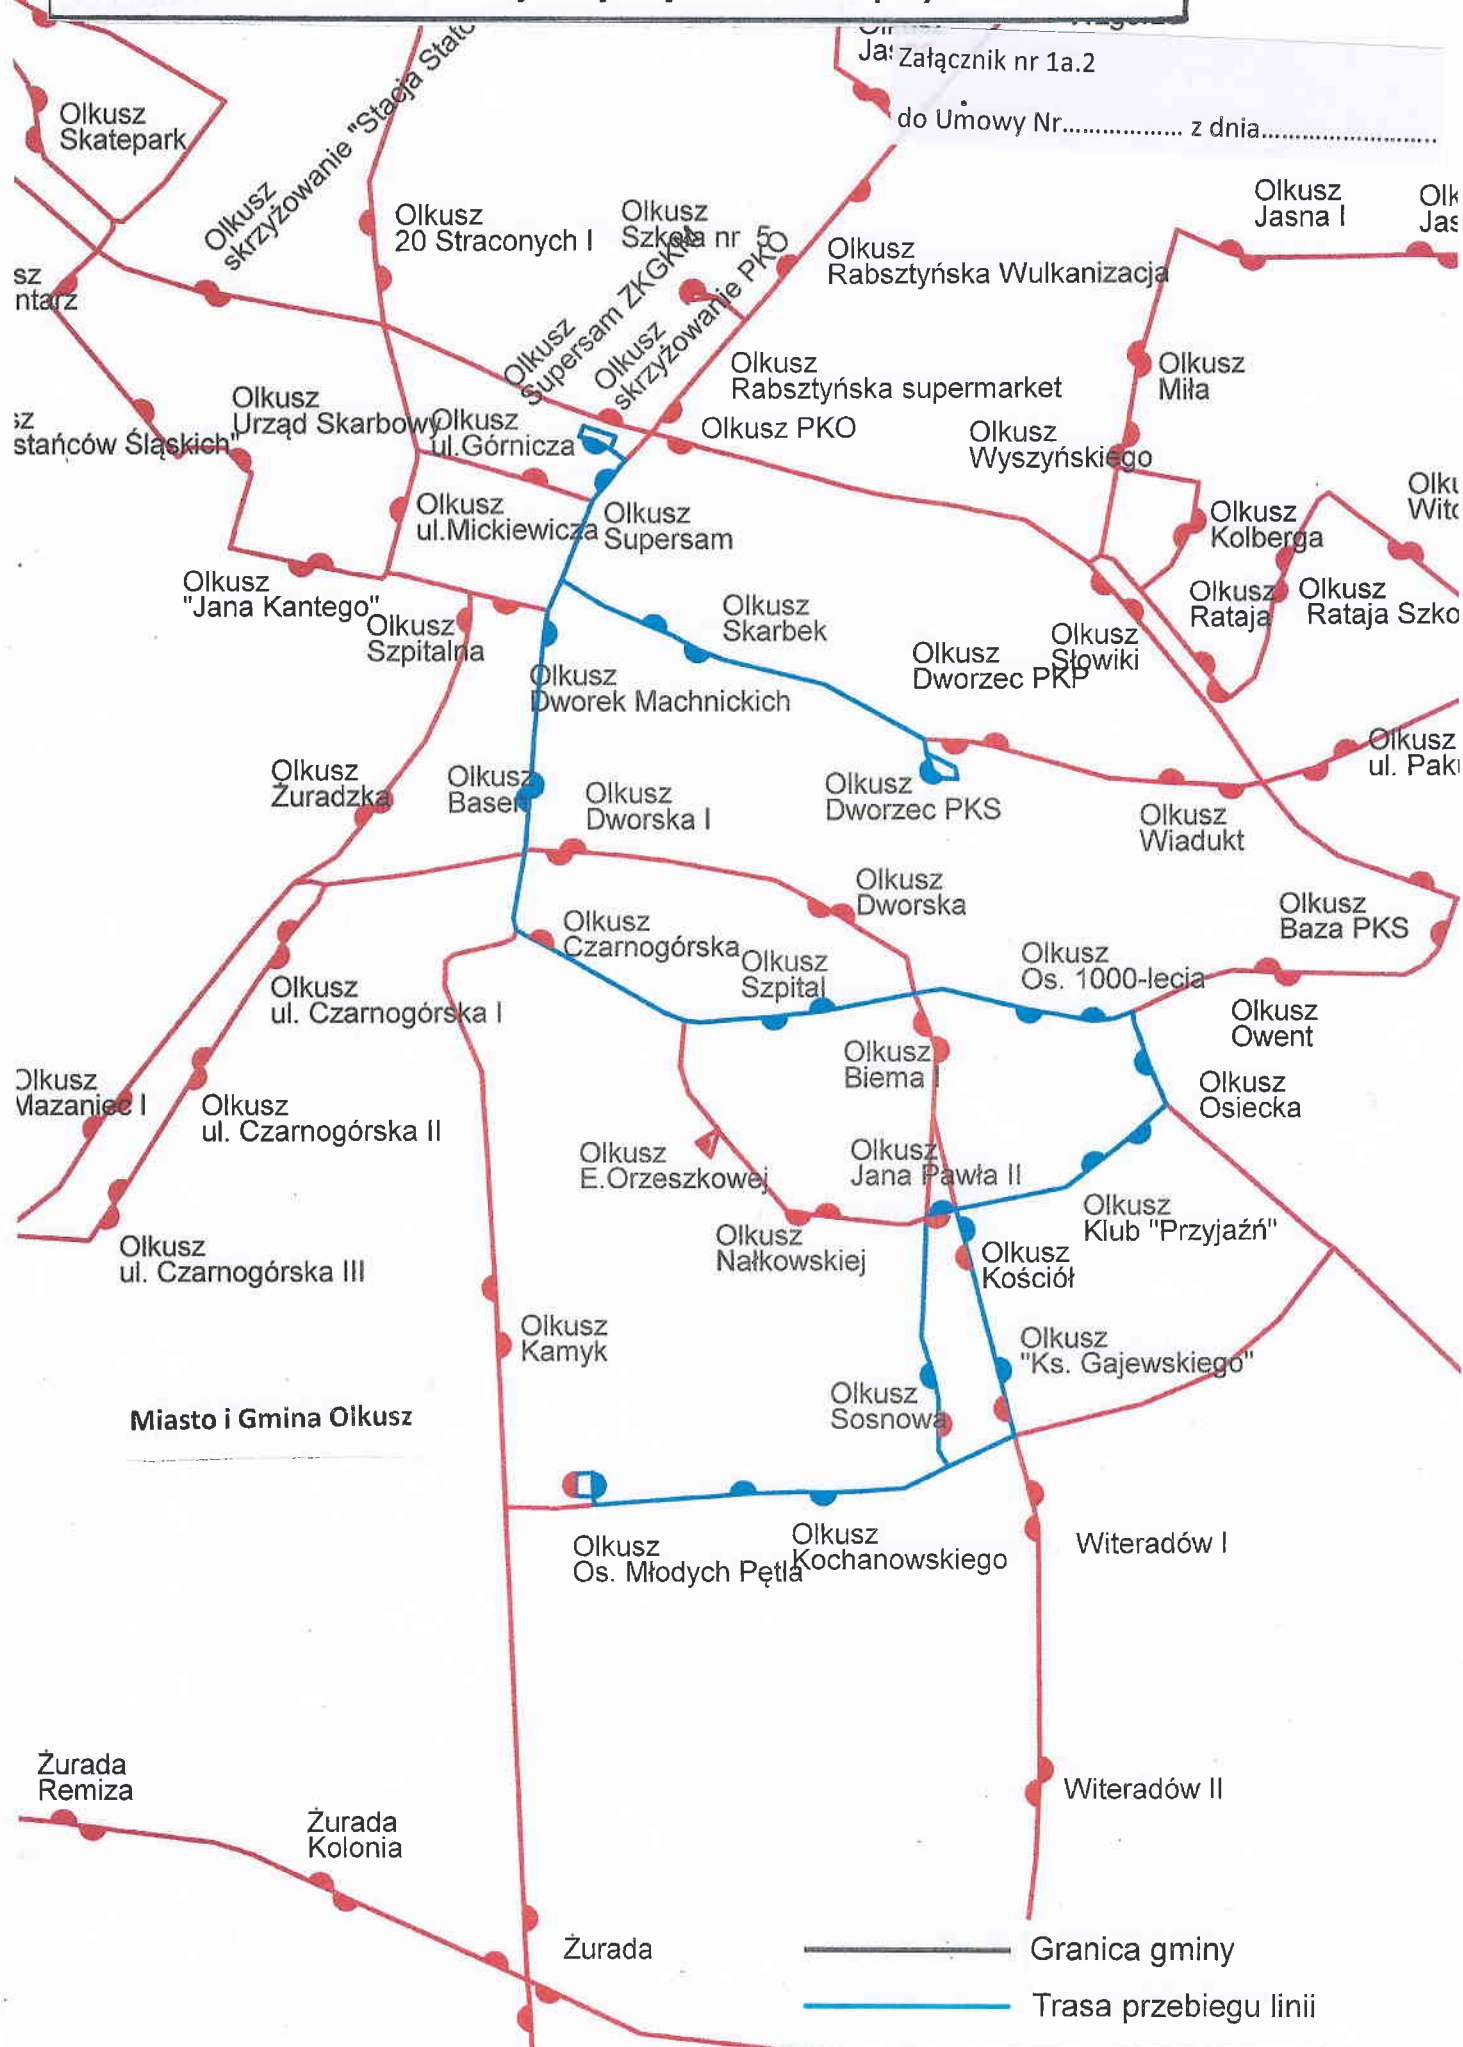 Załącznik nr 1a.2
do Umowy Nr................. z dnia.........................
Olkusz
Skatepark
Olkusz
skrzyżowanie "Stacja
Olkusz
20 Straconych I
Olkusz
Szkoła nr 5
Olkusz
Rabsztyńska Wulkanizacja
Olkusz
Jasna I
Olkusz
Supersam ZKGKM
Olkusz
skrzyżowanie PKO
Olkusz
Rabsztyńska supermarket
Olkusz
Miła
Olkusz
Urząd Skarbowy
Olkusz
ul.Górnicza
Olkusz PKO
Olkusz
Wyszyńskiego
stańców Śląskich"
Olkusz
ul.Mickiewicza
Olkusz
Supersam
Olkusz
Kolberga
Olkusz
"Jana Kantego"
Olkusz
Szpitalna
Olkusz
Skarbek
Olkusz
Rataja
Olkusz
Rataja Szko
Olkusz
Dworzec PKP
Olkusz
Słowiki
Olkusz
Dworek Machnickich
Olkusz
Żuradzka
Olkusz
Basen
Olkusz
Dworska I
Olkusz
Dworzec PKS
Olkusz
Wiadukt
Olkusz
ul. Pak
Olkusz
Dworska
Olkusz
Baza PKS
Olkusz
Czarnogórska
Olkusz
Szpital
Olkusz
Os. 1000-lecia
Olkusz
ul. Czarnogórska I
Olkusz
Owent
Olkusz
Biema I
Olkusz
Osiecka
Olkusz
Mazaniec I
Olkusz
ul. Czarnogórska II
Olkusz
E.Orzeszkowej
Olkusz
Jana Pawła II
Olkusz
Klub "Przyjaźń"
Olkusz
Nałkowskiej
Olkusz
Kościół
Olkusz
ul. Czarnogórska III
Olkusz
Kamyk
Olkusz
"Ks. Gajewskiego"
Olkusz
Sosnowa
Miasto i Gmina Olkusz
Olkusz
Os. Młodych Pętla
Olkusz
Kochanowskiego
Witeradów I
Żurada
Remiza
Witeradów II
Żurada
Kolonia
Żurada
Granica gminy
Trasa przebiegu linii